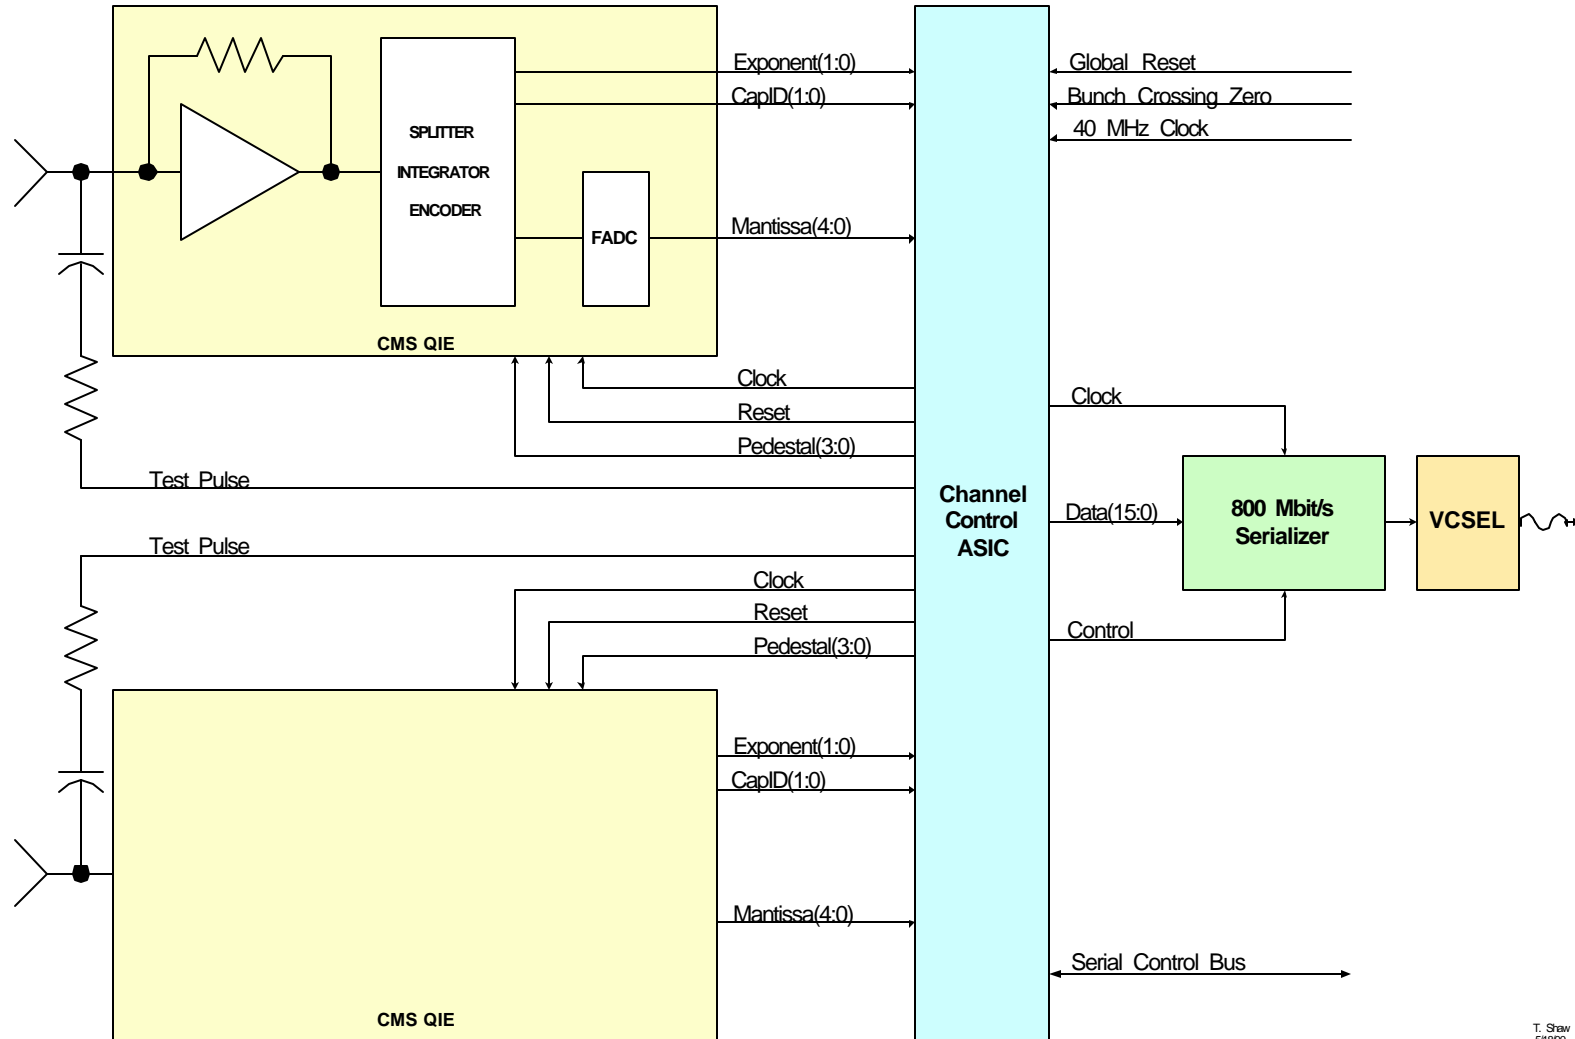 Exponent(1:0)
CapID(1:0)
SPLITTER
INTEGRATOR
ENCODER
FADC
Mantissa(4:0)
CMS QIE
Global Reset
Bunch Crossing Zero
40 MHz Clock
Clock
Reset
Pedestal(3:0)
Test Pulse
Test Pulse
Clock
Reset
Pedestal(3:0)
Channel
Control
ASIC
Clock
Data(15:0)
800 Mbit/s
Serializer
VCSEL
Control
Exponent(1:0)
CapID(1:0)
Mantissa(4:0)
CMS QIE
Serial Control Bus
T. Shaw